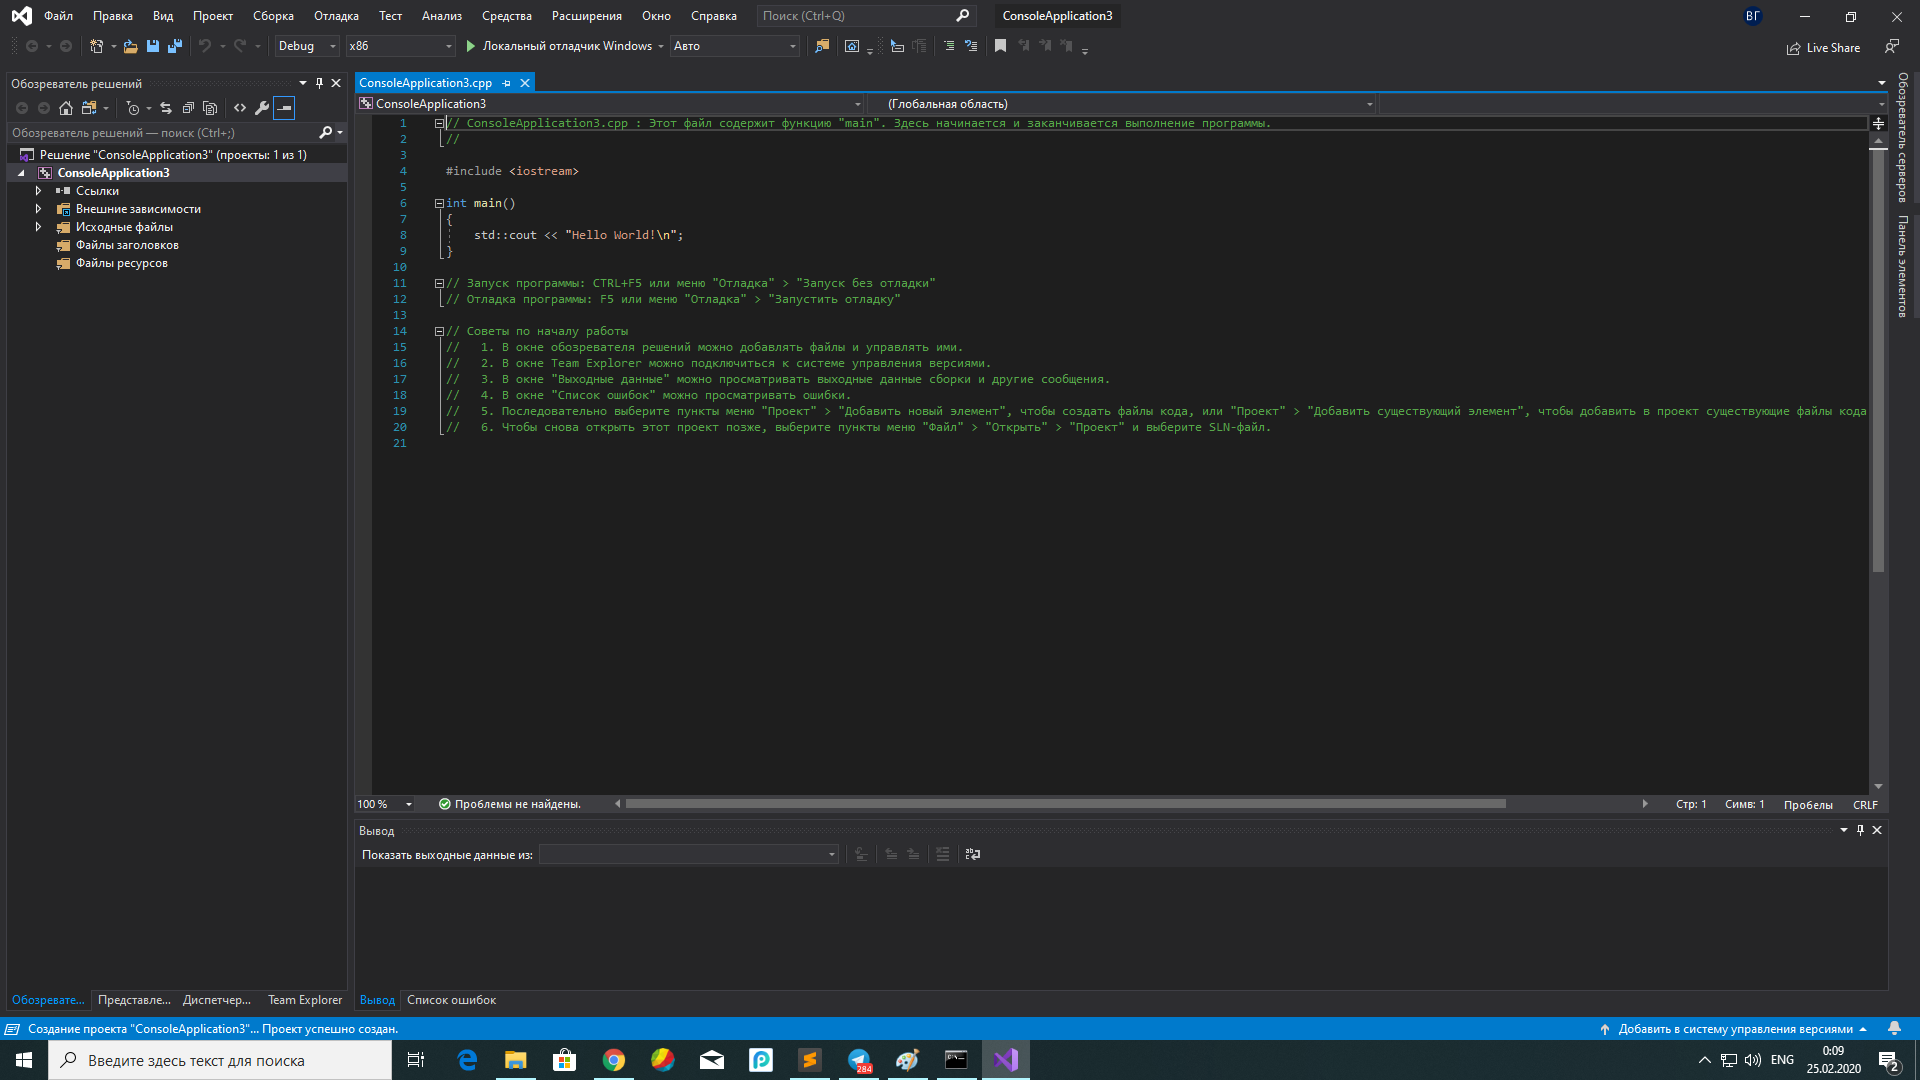 Файл Правка Вид Проект Сборка Отладка Тест Анализ Средства Расширения Окно Справка Поиск (Ctrl+Q) ConsoleApplication3 ВГ
Debug x86 Локальный отладчик Windows Авто Live Share
Обозреватель решений
Обозреватель решений — поиск (Ctrl+;)
Решение "ConsoleApplication3" (проекты: 1 из 1)
ConsoleApplication3
Ссылки
Внешние зависимости
Исходные файлы
Файлы заголовков
Файлы ресурсов
Обозревате... Представле... Диспетчер... Team Explorer
ConsoleApplication3.cpp
ConsoleApplication3 (Глобальная область)
1 // ConsoleApplication3.cpp : Этот файл содержит функцию "main". Здесь начинается и заканчивается выполнение программы.
2 //
3
4 #include <iostream>
5
6 int main()
7 {
8 std::cout << "Hello World!\n";
9 }
10
11 // Запуск программы: CTRL+F5 или меню "Отладка" > "Запуск без отладки"
12 // Отладка программы: F5 или меню "Отладка" > "Запустить отладку"
13
14 // Советы по началу работы
15 // 1. В окне обозревателя решений можно добавлять файлы и управлять ими.
16 // 2. В окне Team Explorer можно подключиться к системе управления версиями.
17 // 3. В окне "Выходные данные" можно просматривать выходные данные сборки и другие сообщения.
18 // 4. В окне "Список ошибок" можно просматривать ошибки.
19 // 5. Последовательно выберите пункты меню "Проект" > "Добавить новый элемент", чтобы создать файлы кода, или "Проект" > "Добавить существующий элемент", чтобы добавить в проект существующие файлы кода
20 // 6. Чтобы снова открыть этот проект позже, выберите пункты меню "Файл" > "Открыть" > "Проект" и выберите SLN-файл.
21
100 % Проблемы не найдены. Стр: 1 Симв: 1 Пробелы CRLF
Вывод
Показать выходные данные из:
Вывод Список ошибок
Обозреватель серверов
Панель элементов
Создание проекта "ConsoleApplication3"... Проект успешно создан. Добавить в систему управления версиями
Введите здесь текст для поиска 284 ENG 0:09
25.02.2020 2